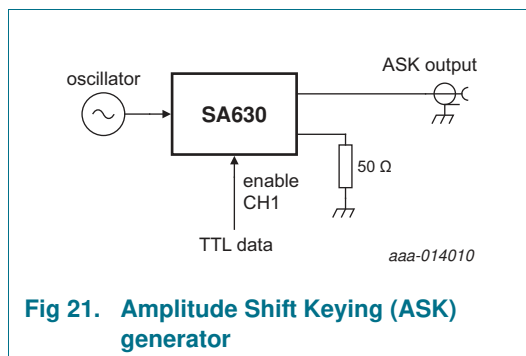 oscillator
SA630
ASK output
50 Ω
enable
CH1
TTL data
aaa-014010
Fig 21. Amplitude Shift Keying (ASK)
generator